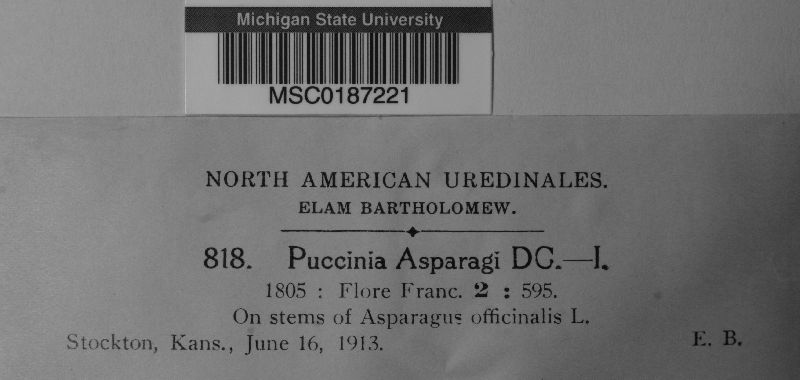 Michigan State University
MSC0187221
NORTH AMERICAN UREDINALES.
ELAM BARTHOLOMEW.
818. Puccinia Asparagi DC.—I.
1805 : Flore Franc. 2 : 595.
On stems of Asparagus officinalis L.
Stockton, Kans., June 16, 1913. E. B.